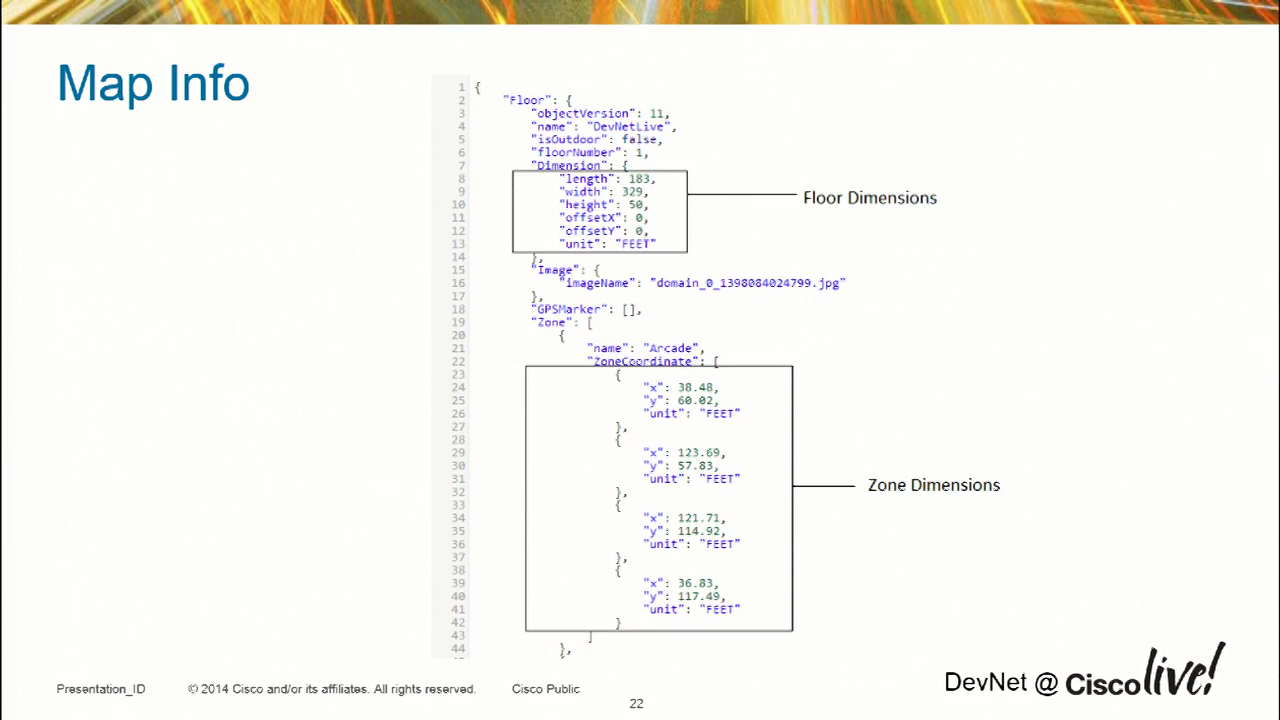 Map Info
1 {
2 "Floor": {
3 "objectVersion": 11,
4 "name": "DevNetLive",
5 "isOutdoor": false,
6 "floorNumber": 1,
7 "Dimension": {
8 "length": 183,
9 "width": 329,
10 "height": 50,
11 "offsetX": 0,
12 "offsetY": 0,
13 "unit": "FEET"
14 },
15 "Image": {
16 "imageName": "domain_0_1398084024799.jpg"
17 },
18 "GPSMarker": [],
19 "Zone": [
20 {
21 "name": "Arcade",
22 "ZoneCoordinate": [
23 {
24 "x": 38.48,
25 "y": 60.02,
26 "unit": "FEET"
27 },
28 {
29 "x": 123.69,
30 "y": 57.83,
31 "unit": "FEET"
32 },
33 {
34 "x": 121.71,
35 "y": 114.92,
36 "unit": "FEET"
37 },
38 {
39 "x": 36.83,
40 "y": 117.49,
41 "unit": "FEET"
42 }
43 ]
44 },
Floor Dimensions
Zone Dimensions
Presentation_ID © 2014 Cisco and/or its affiliates. All rights reserved. Cisco Public
22
DevNet @ Cisco live!